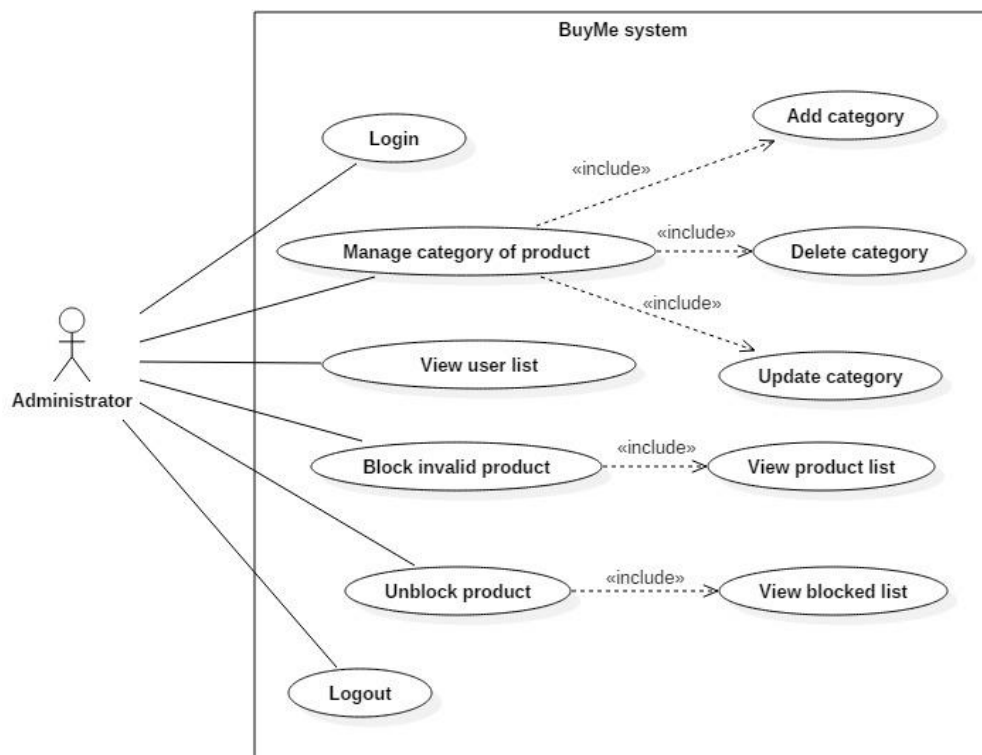 BuyMe system
Add category
Login
«include»
Manage category of product
«include»
Delete category
«include»
View user list
Update category
Administrator
Block invalid product
«include»
View product list
Unblock product
«include»
View blocked list
Logout